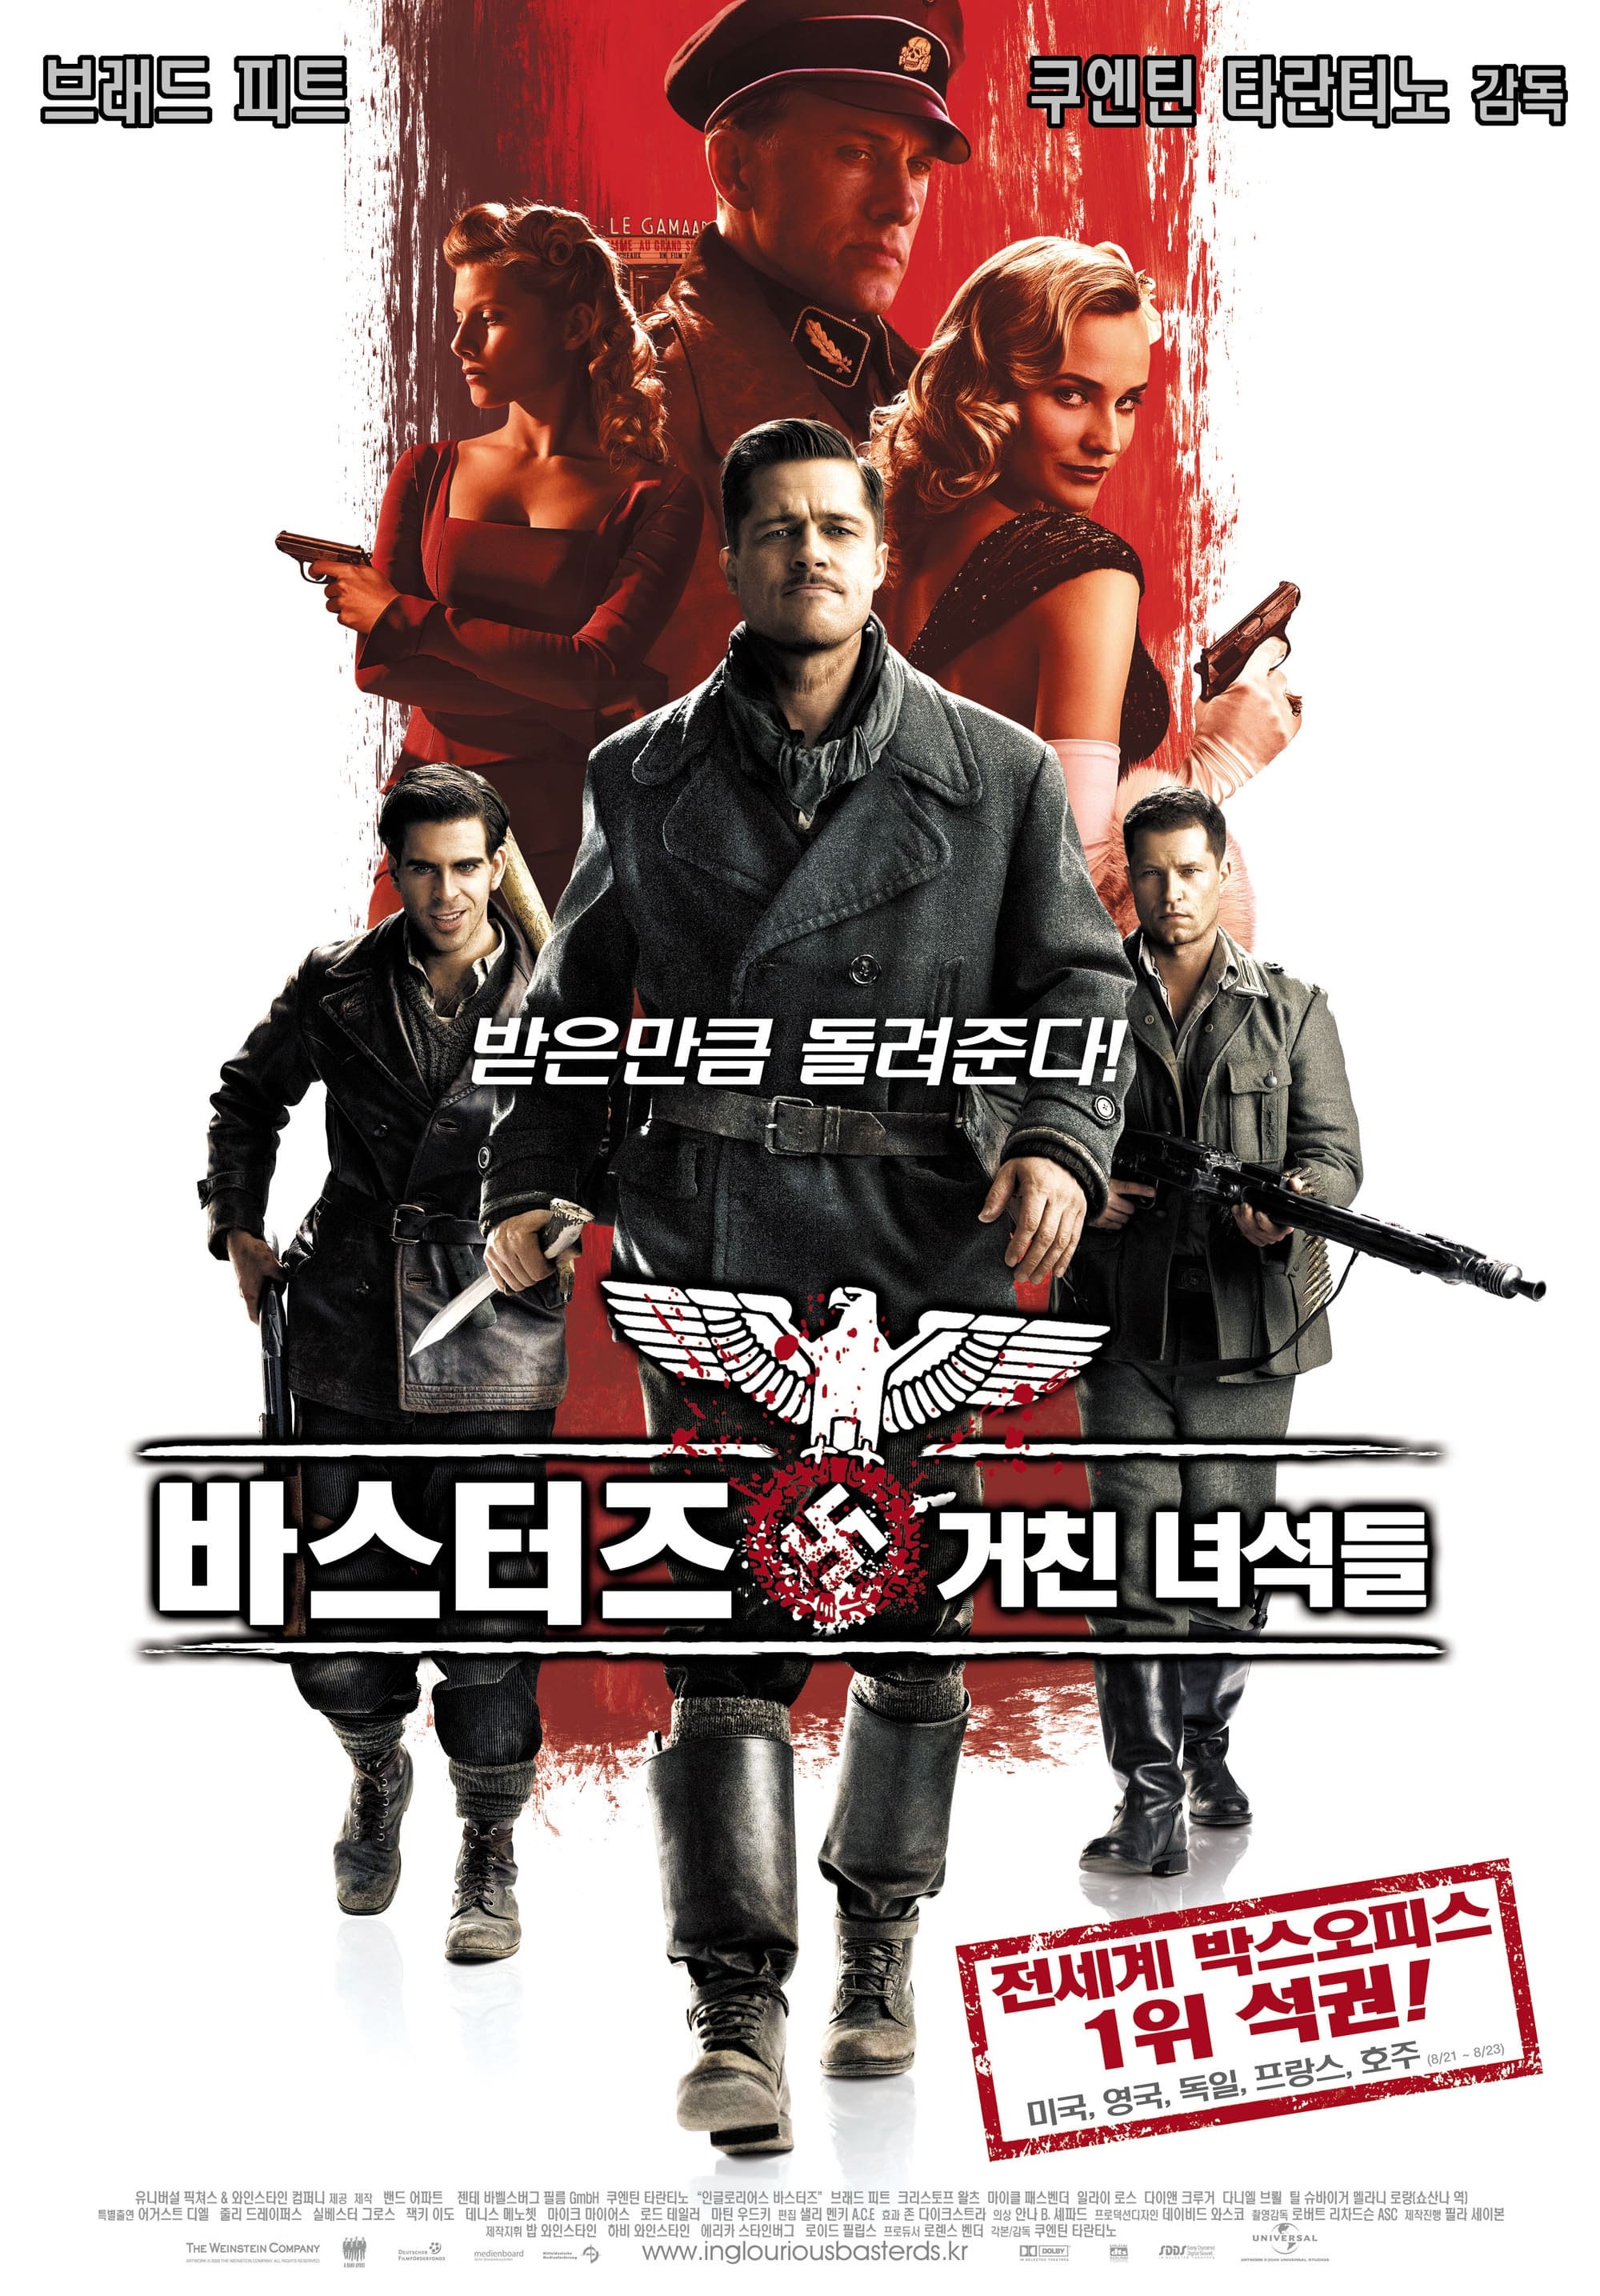 브래드 피트
쿠엔틴 타란티노 감독
LE GAMAAR
받은만큼 돌려준다!
바스터즈 거친 녀석들
전세계 박스오피스
1위 석권!
미국, 영국, 독일, 프랑스, 호주 (8/21 ~ 8/23)
유니버설 픽쳐스 & 와인스타인 컴퍼니 제공 제작 밴드 어파트 젠테 바벨스버그 필름 GmbH 쿠엔틴 타란티노 "인글로리어스 바스터즈" 브래드 피트 크리스토프 왈츠 마이클 패스벤더 일라이 로스 다이앤 크루거 다니엘 브륄 틸 슈바이거 멜라니 로랑(쇼산나 역)
특별출연 어거스트 디엘 줄리 드레이퍼스 실베스터 그로스 잭키 이도 데니스 메노쳇 마이크 마이어스 로드 테일러 마틴 우드키 편집 샐리 멘키 A.C.E 효과 존 다이크스트라 의상 안나 B. 셰파드 프로덕션디자인 데이비드 와스코 촬영감독 로버트 리차드슨 ASC 제작진행 필라 세이본
제작지휘 밥 와인스타인 하비 와인스타인 에리카 스타인버그 로이드 필립스 프로듀서 로렌스 벤더 각본/감독 쿠엔틴 타란티노
THE WEINSTEIN COMPANY
DEUTSCHER FILMFÖRDERFONDS
medienboard
www.inglouriousbasterds.kr
DOLBY
SDDS
UNIVERSAL